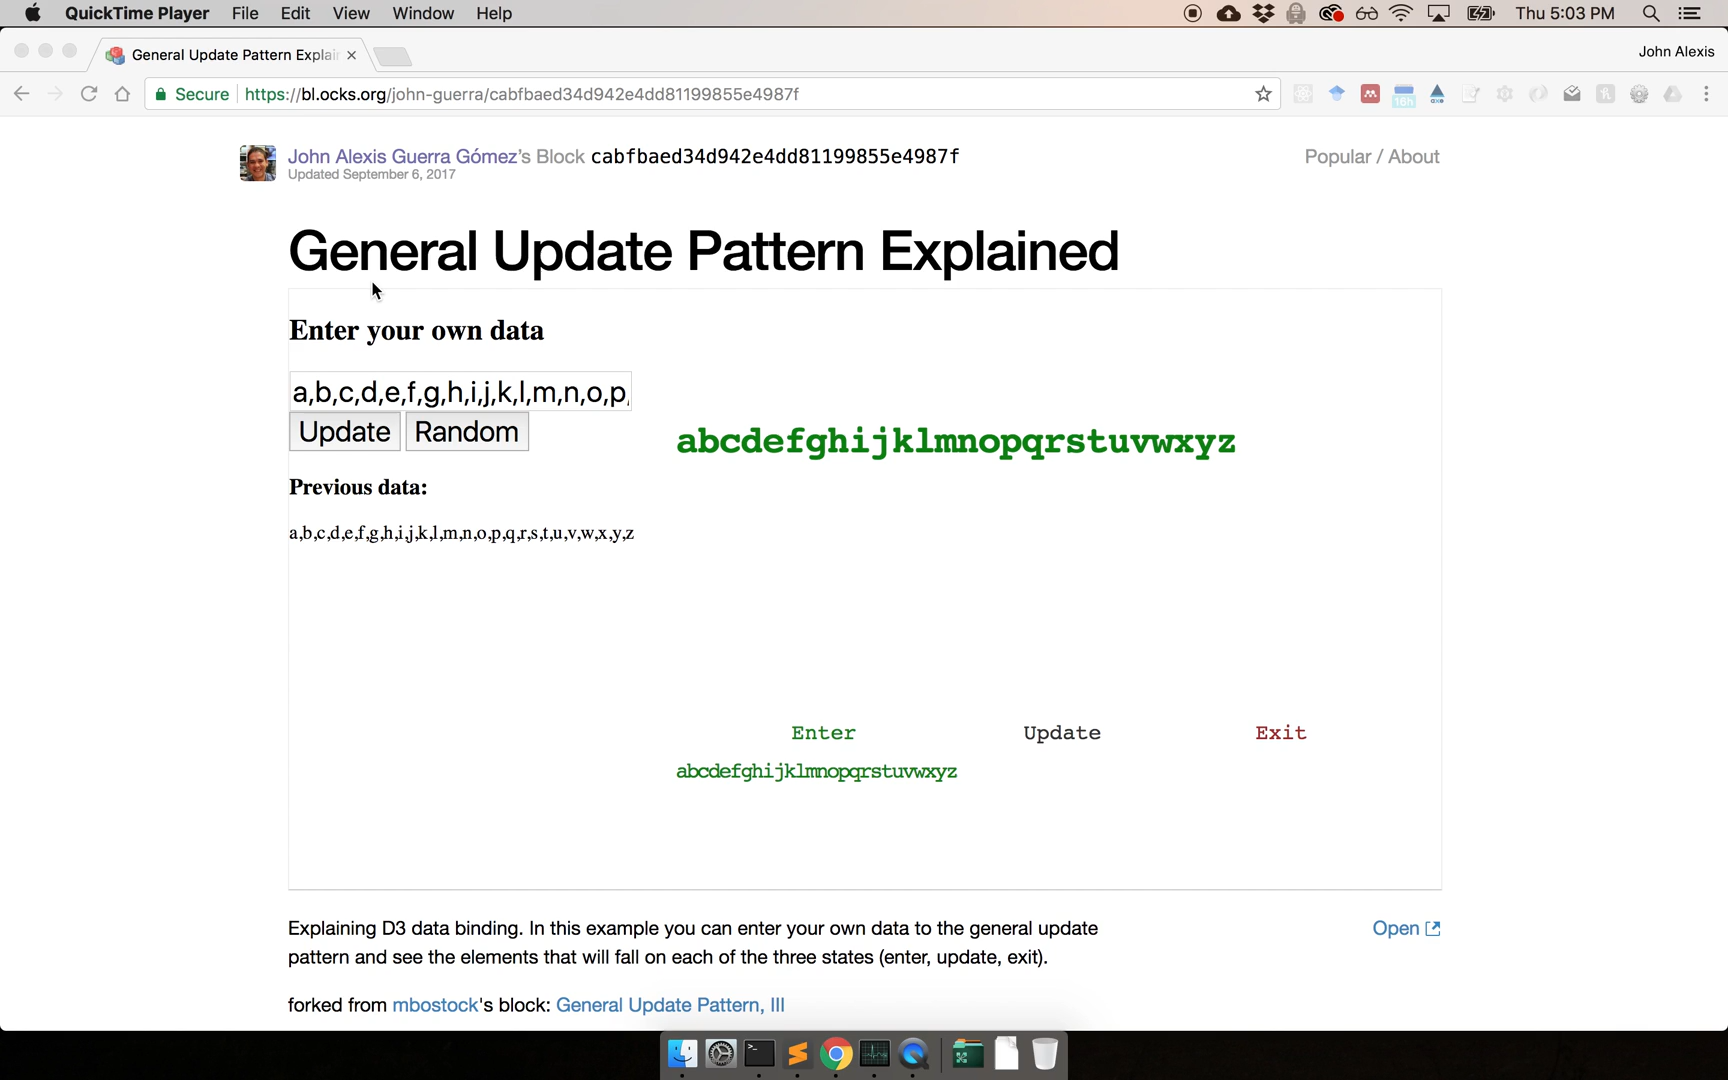 QuickTime Player File Edit View Window Help Thu 5:03 PM
General Update Pattern Explai
John Alexis
Secure https://bl.ocks.org/john-guerra/cabfbaed34d942e4dd81199855e4987f
16h
John Alexis Guerra Gómez's Block cabfbaed34d942e4dd81199855e4987f
Popular / About
Updated September 6, 2017
General Update Pattern Explained
Enter your own data
a,b,c,d,e,f,g,h,i,j,k,l,m,n,o,p,
Update Random
abcdefghijklmnopqrstuvwxyz
Previous data:
a,b,c,d,e,f,g,h,i,j,k,l,m,n,o,p,q,r,s,t,u,v,w,x,y,z
Enter Update Exit
abcdefghijklmnopqrstuvwxyz
Explaining D3 data binding. In this example you can enter your own data to the general update
Open
pattern and see the elements that will fall on each of the three states (enter, update, exit).
forked from mbostock's block: General Update Pattern, III